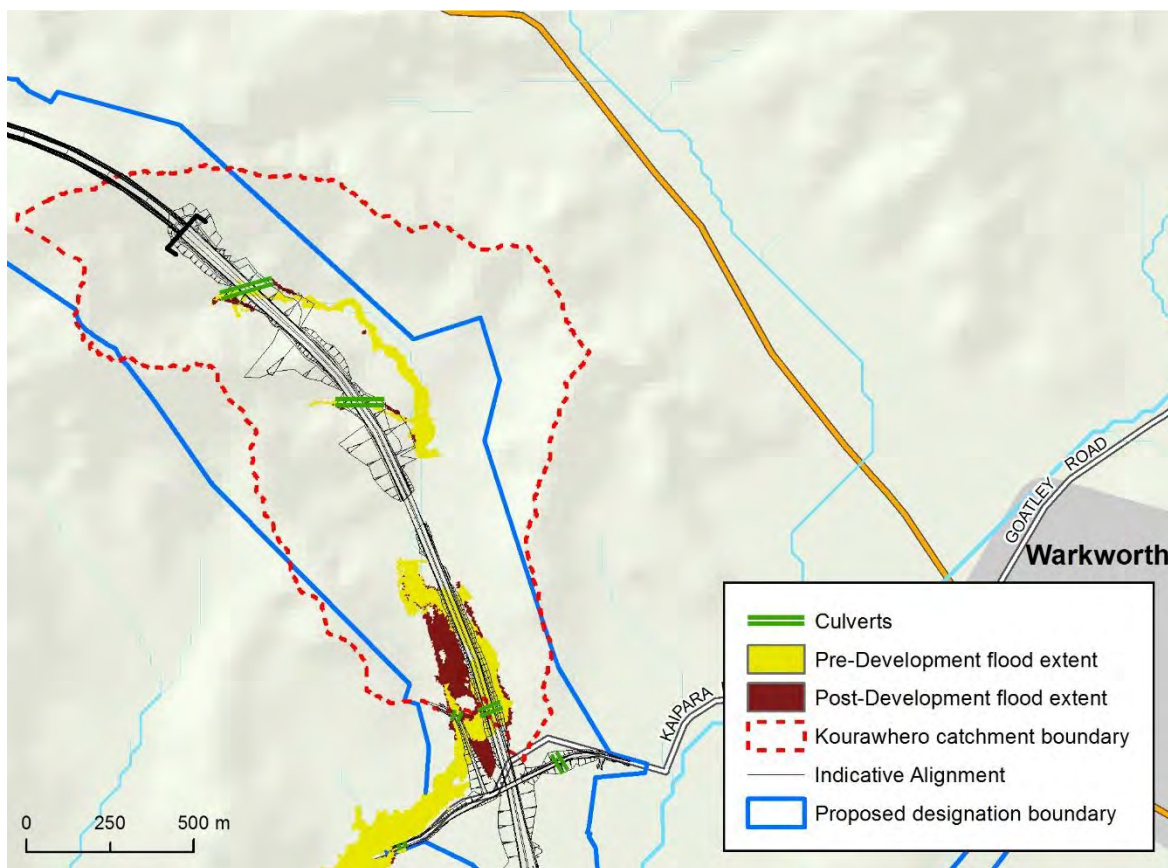 GOATLEY ROAD
Warkworth
KAIPARA
Culverts
Pre-Development flood extent
Post-Development flood extent
Kourawhero catchment boundary
Indicative Alignment
Proposed designation boundary
0 250 500 m